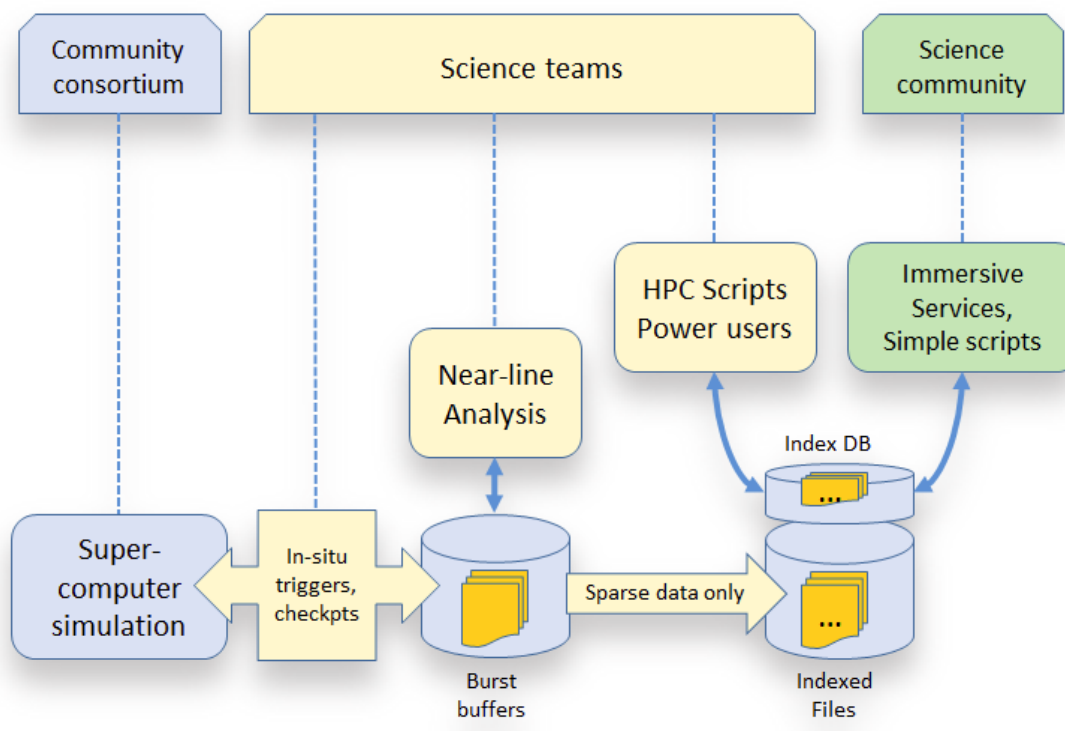 Community
consortium
Science teams
Science
community
HPC Scripts
Power users
Immersive
Services,
Simple scripts
Near-line
Analysis
Index DB
...
Super-
computer
simulation
In-situ
triggers,
checkpts
Sparse data only
...
Burst
buffers
Indexed
Files